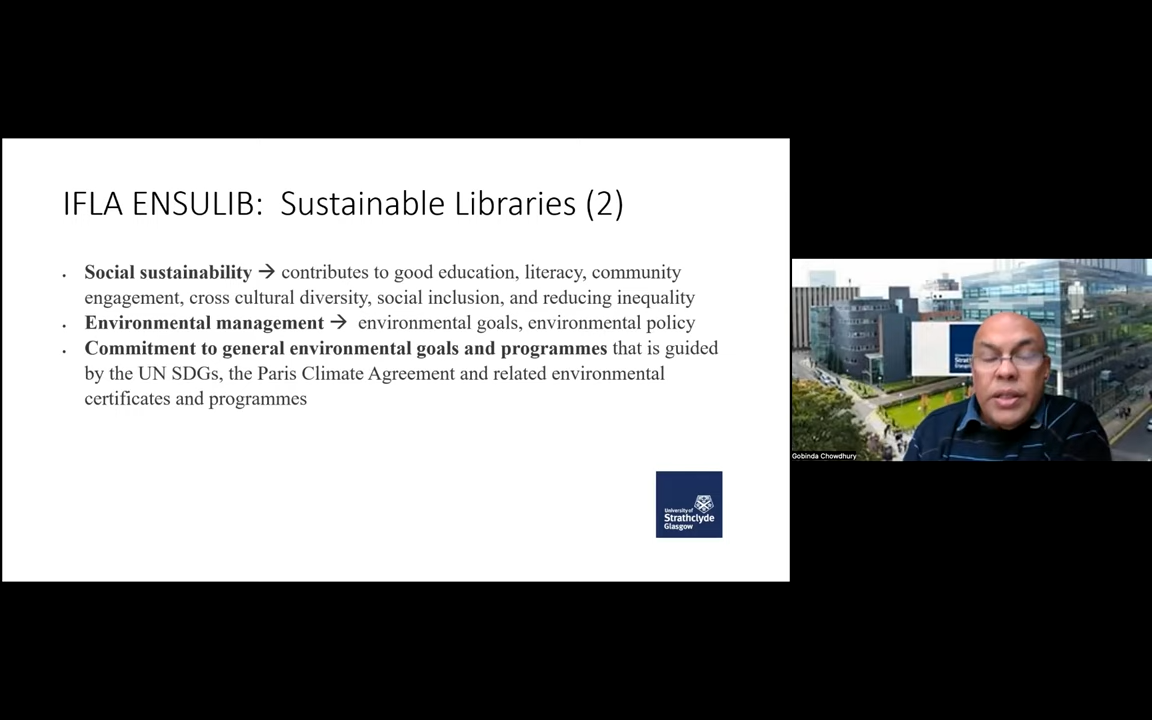 IFLA ENSULIB: Sustainable Libraries (2)
• Social sustainability → contributes to good education, literacy, community
engagement, cross cultural diversity, social inclusion, and reducing inequality
• Environmental management → environmental goals, environmental policy
• Commitment to general environmental goals and programmes that is guided
by the UN SDGs, the Paris Climate Agreement and related environmental
certificates and programmes
University of
Strathclyde
Glasgow
Gobinda Chowdhury